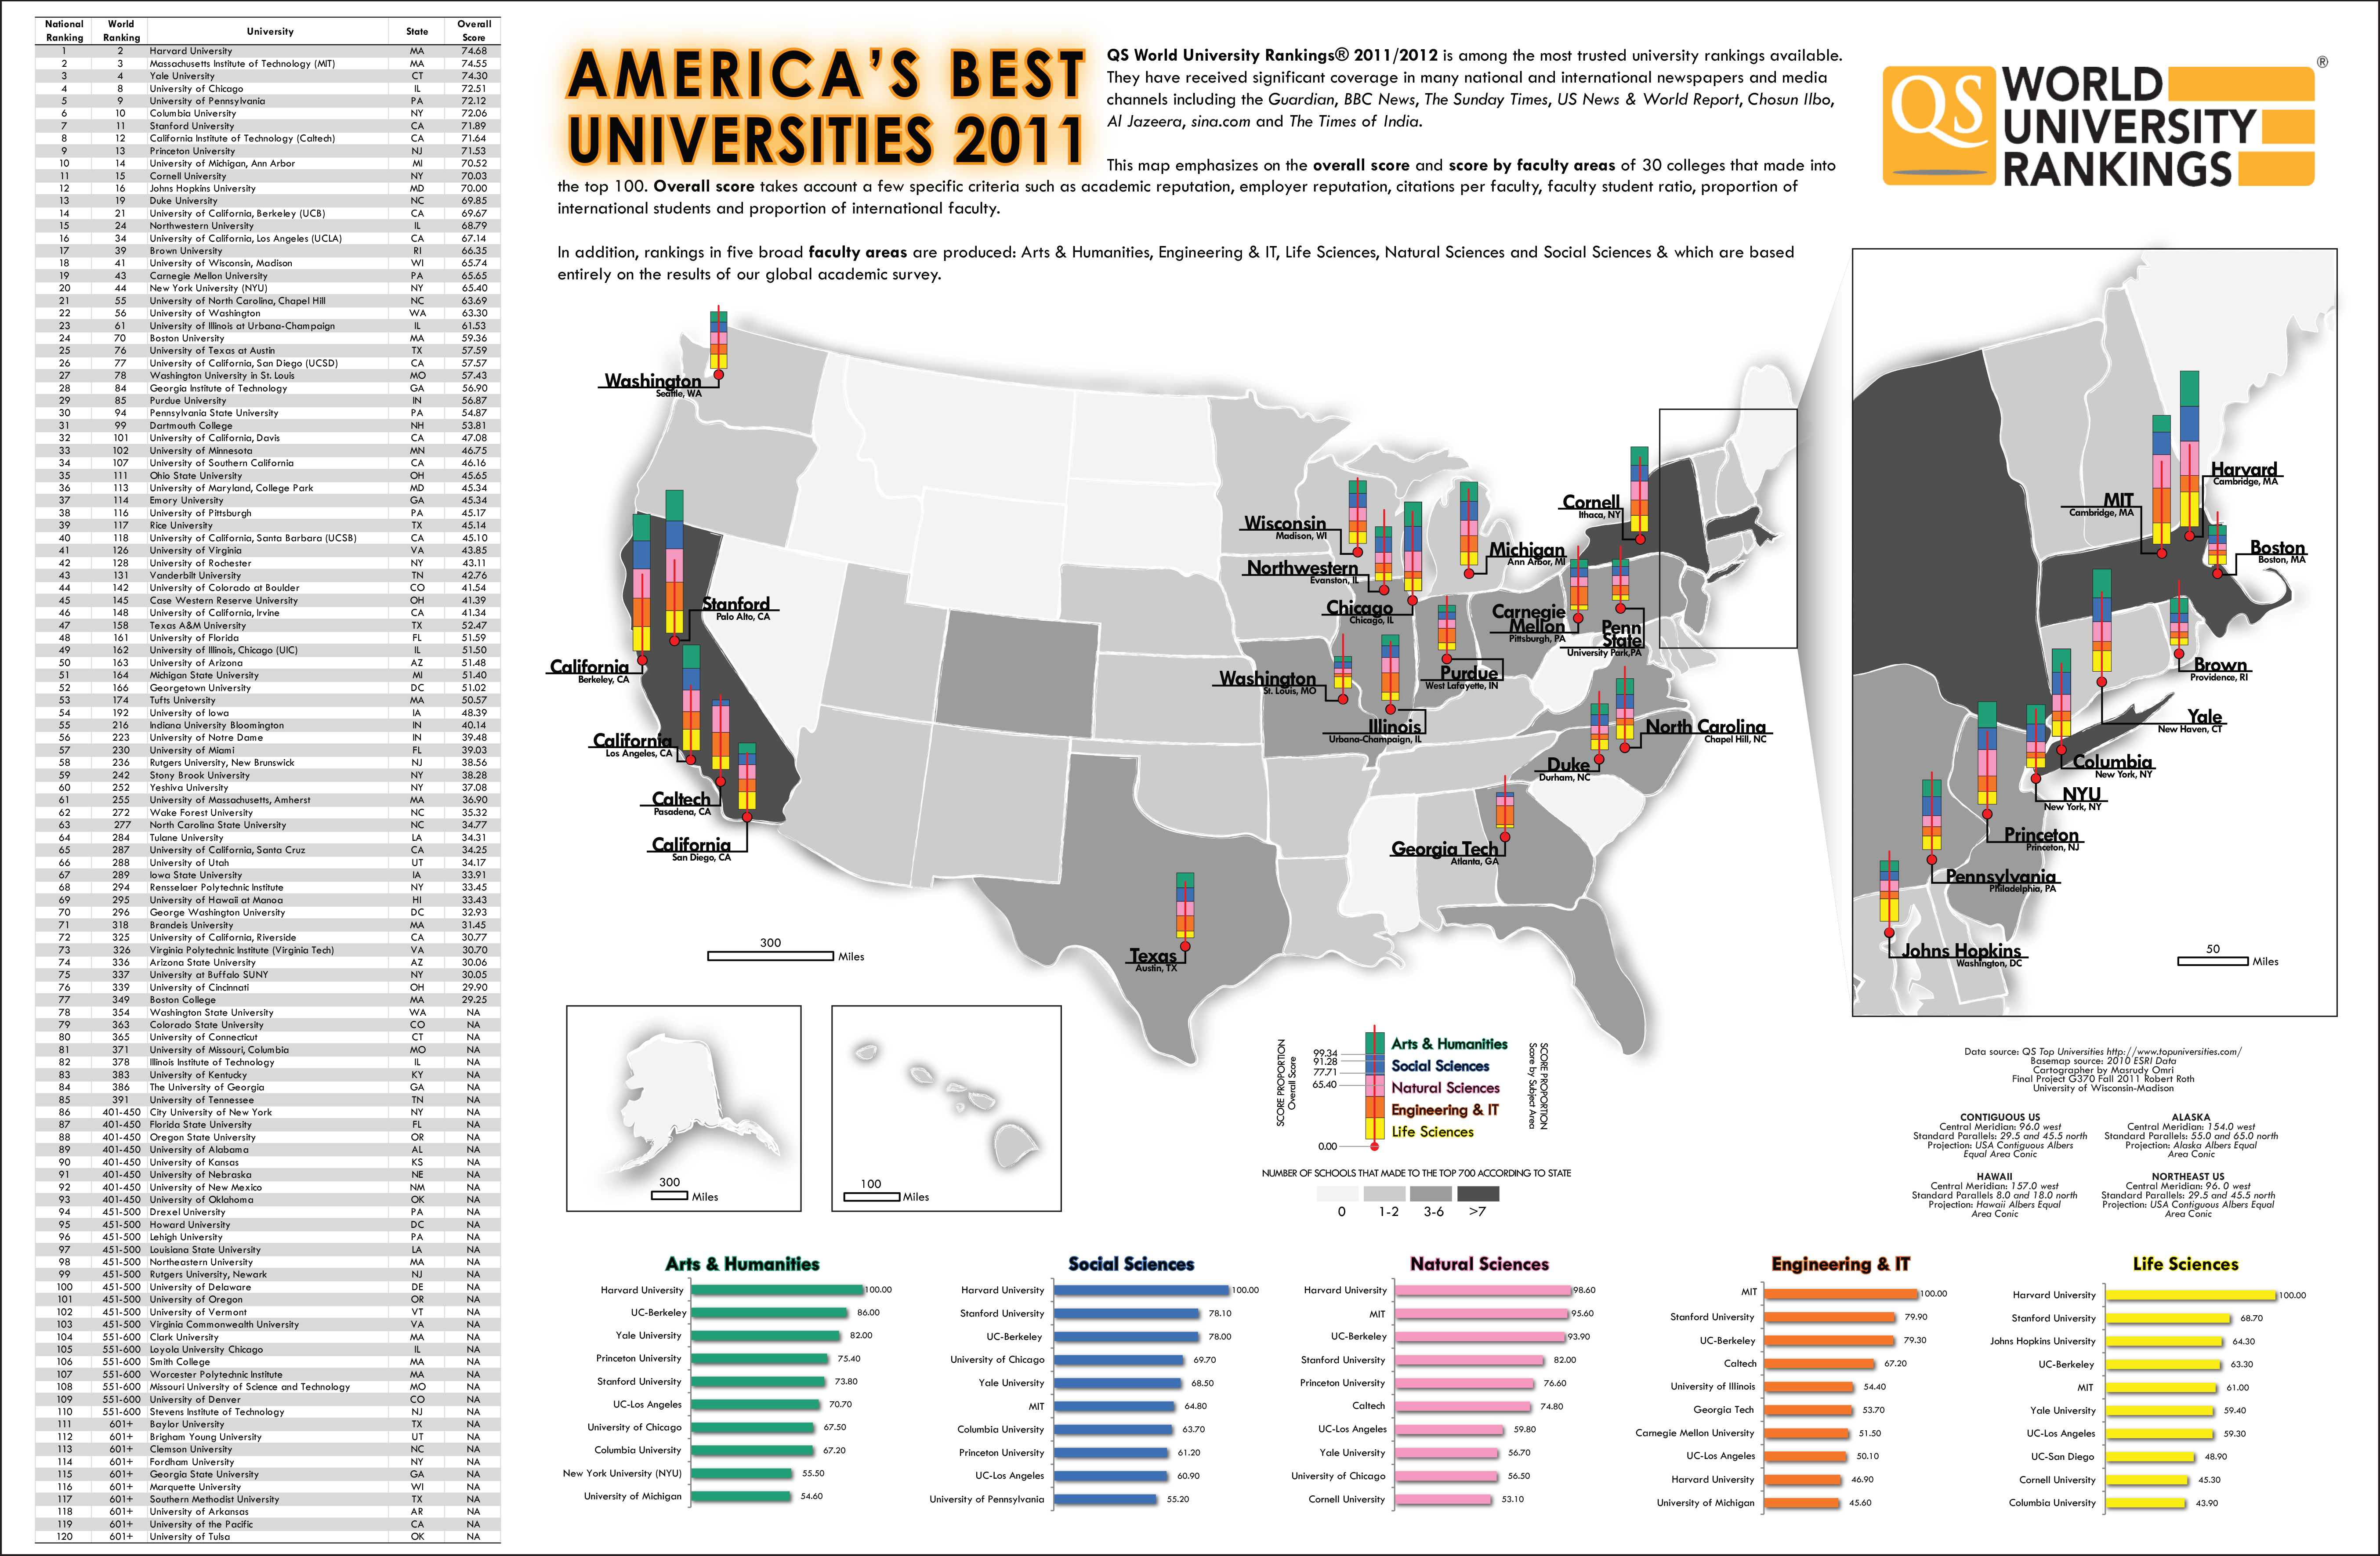 National Ranking World Ranking University State Overall Score
1 2 Harvard University MA 74.68
2 3 Massachusetts Institute of Technology (MIT) MA 74.55
3 4 Yale University CT 74.30
4 8 University of Chicago IL 72.51
5 9 University of Pennsylvania PA 72.12
6 10 Columbia University NY 72.06
7 11 Stanford University CA 71.89
8 12 California Institute of Technology (Caltech) CA 71.64
9 13 Princeton University NJ 71.53
10 14 University of Michigan, Ann Arbor MI 70.52
11 15 Cornell University NY 70.03
12 16 Johns Hopkins University MD 70.00
13 19 Duke University NC 69.85
14 21 University of California, Berkeley (UCB) CA 69.67
15 24 Northwestern University IL 68.79
16 34 University of California, Los Angeles (UCLA) CA 67.14
17 39 Brown University RI 66.35
18 41 University of Wisconsin, Madison WI 65.74
19 43 Carnegie Mellon University PA 65.65
20 44 New York University (NYU) NY 65.40
21 55 University of North Carolina, Chapel Hill NC 63.69
22 56 University of Washington WA 63.30
23 61 University of Illinois at Urbana-Champaign IL 61.53
24 70 Boston University MA 59.36
25 76 University of Texas at Austin TX 57.59
26 77 University of California, San Diego (UCSD) CA 57.57
27 78 Washington University in St. Louis MO 57.43
28 84 Georgia Institute of Technology GA 56.90
29 85 Purdue University IN 56.87
30 94 Pennsylvania State University PA 54.87
31 99 Dartmouth College NH 53.81
32 101 University of California, Davis CA 47.08
33 102 University of Minnesota MN 46.75
34 107 University of Southern California CA 46.16
35 111 Ohio State University OH 45.65
36 113 University of Maryland, College Park MD 45.34
37 114 Emory University GA 45.34
38 116 University of Pittsburgh PA 45.17
39 117 Rice University TX 45.14
40 118 University of California, Santa Barbara (UCSB) CA 45.10
41 126 University of Virginia VA 43.85
42 128 University of Rochester NY 43.11
43 131 Vanderbilt University TN 42.76
44 142 University of Colorado at Boulder CO 41.54
45 145 Case Western Reserve University OH 41.39
46 148 University of California, Irvine CA 41.34
47 158 Texas A&M University TX 52.47
48 161 University of Florida FL 51.59
49 162 University of Illinois, Chicago (UIC) IL 51.50
50 163 University of Arizona AZ 51.48
51 164 Michigan State University MI 51.40
52 166 Georgetown University DC 51.02
53 174 Tufts University MA 50.57
54 192 University of Iowa IA 48.39
55 216 Indiana University Bloomington IN 40.14
56 223 University of Notre Dame IN 39.48
57 230 University of Miami FL 39.03
58 236 Rutgers University, New Brunswick NJ 38.56
59 242 Stony Brook University NY 38.28
60 252 Yeshiva University NY 37.08
61 255 University of Massachusetts, Amherst MA 36.90
62 272 Wake Forest University NC 35.32
63 277 North Carolina State University NC 34.77
64 284 Tulane University LA 34.31
65 287 University of California, Santa Cruz CA 34.25
66 288 University of Utah UT 34.17
67 289 Iowa State University IA 33.91
68 294 Rensselaer Polytechnic Institute NY 33.45
69 295 University of Hawaii at Manoa HI 33.43
70 296 George Washington University DC 32.93
71 318 Brandeis University MA 31.45
72 325 University of California, Riverside CA 30.77
73 326 Virginia Polytechnic Institute (Virginia Tech) VA 30.70
74 336 Arizona State University AZ 30.06
75 337 University at Buffalo SUNY NY 30.05
76 339 University of Cincinnati OH 29.90
77 349 Boston College MA 29.25
78 354 Washington State University WA NA
79 363 Colorado State University CO NA
80 365 University of Connecticut CT NA
81 371 University of Missouri, Columbia MO NA
82 378 Illinois Institute of Technology IL NA
83 383 University of Kentucky KY NA
84 386 The University of Georgia GA NA
85 391 University of Tennessee TN NA
86 401-450 City University of New York NY NA
87 401-450 Florida State University FL NA
88 401-450 Oregon State University OR NA
89 401-450 University of Alabama AL NA
90 401-450 University of Kansas KS NA
91 401-450 University of Nebraska NE NA
92 401-450 University of New Mexico NM NA
93 401-450 University of Oklahoma OK NA
94 451-500 Drexel University PA NA
95 451-500 Howard University DC NA
96 451-500 Lehigh University PA NA
97 451-500 Louisiana State University LA NA
98 451-500 Northeastern University MA NA
99 451-500 Rutgers University, Newark NJ NA
100 451-500 University of Delaware DE NA
101 451-500 University of Oregon OR NA
102 451-500 University of Vermont VT NA
103 451-500 Virginia Commonwealth University VA NA
104 551-600 Clark University MA NA
105 551-600 Loyola University Chicago IL NA
106 551-600 Smith College MA NA
107 551-600 Worcester Polytechnic Institute MA NA
108 551-600 Missouri University of Science and Technology MO NA
109 551-600 University of Denver CO NA
110 551-600 Stevens Institute of Technology NJ NA
111 601+ Baylor University TX NA
112 601+ Brigham Young University UT NA
113 601+ Clemson University NC NA
114 601+ Fordham University NY NA
115 601+ Georgia State University GA NA
116 601+ Marquette University WI NA
117 601+ Southern Methodist University TX NA
118 601+ University of Arkansas AR NA
119 601+ University of the Pacific CA NA
120 601+ University of Tulsa OK NA
AMERICA'S BEST
UNIVERSITIES 2011
QS World University Rankings® 2011/2012 is among the most trusted university rankings available.
They have received significant coverage in many national and international newspapers and media
channels including the Guardian, BBC News, The Sunday Times, US News & World Report, Chosun Ilbo,
Al Jazeera, sina.com and The Times of India.
This map emphasizes on the overall score and score by faculty areas of 30 colleges that made into
the top 100. Overall score takes account a few specific criteria such as academic reputation, employer reputation, citations per faculty, faculty student ratio, proportion of
international students and proportion of international faculty.
In addition, rankings in five broad faculty areas are produced: Arts & Humanities, Engineering & IT, Life Sciences, Natural Sciences and Social Sciences & which are based
entirely on the results of our global academic survey.
QS
WORLD
UNIVERSITY
RANKINGS
®
Washington
Seattle, WA
Stanford
Palo Alto, CA
California
Berkeley, CA
California
Los Angeles, CA
Caltech
Pasadena, CA
California
San Diego, CA
Wisconsin
Madison, WI
Northwestern
Evanston, IL
Chicago
Chicago, IL
Michigan
Ann Arbor, MI
Cornell
Ithaca, NY
Carnegie
Mellon
Pittsburgh, PA
Penn
State
University Park,PA
Purdue
West Lafayette, IN
Washington
St. Louis, MO
Illinois
Urbana-Champaign, IL
North Carolina
Chapel Hill, NC
Duke
Durham, NC
Georgia Tech
Atlanta, GA
Texas
Austin, TX
300
Miles
Harvard
Cambridge, MA
MIT
Cambridge, MA
Boston
Boston, MA
Brown
Providence, RI
Yale
New Haven, CT
Columbia
New York, NY
NYU
New York, NY
Princeton
Princeton, NJ
Pennsylvania
Philadelphia, PA
Johns Hopkins
Washington, DC
50
Miles
300
Miles
100
Miles
SCORE PROPORTION
Overall Score
99.34
91.28
77.71
65.40
0.00
Arts & Humanities
Social Sciences
Natural Sciences
Engineering & IT
Life Sciences
SCORE PROPORTION
Score by Subject Area
NUMBER OF SCHOOLS THAT MADE TO THE TOP 700 ACCORDING TO STATE
0 1-2 3-6 >7
Data source: QS Top Universities http://www.topuniversities.com/
Basemap source: 2010 ESRI Data
Cartographer by Masrudy Omri
Final Project G370 Fall 2011 Robert Roth
University of Wisconsin-Madison
CONTIGUOUS US
Central Meridian: 96.0 west
Standard Parallels: 29.5 and 45.5 north
Projection: USA Contiguous Albers
Equal Area Conic
ALASKA
Central Meridian: 154.0 west
Standard Parallels: 55.0 and 65.0 north
Projection: Alaska Albers Equal
Area Conic
HAWAII
Central Meridian: 157.0 west
Standard Parallels 8.0 and 18.0 north
Projection: Hawaii Albers Equal
Area Conic
NORTHEAST US
Central Meridian: 96. 0 west
Standard Parallels: 29.5 and 45.5 north
Projection: USA Contiguous Albers Equal
Area Conic
Arts & Humanities
Harvard University 100.00
UC-Berkeley 86.00
Yale University 82.00
Princeton University 75.40
Stanford University 73.80
UC-Los Angeles 70.70
University of Chicago 67.50
Columbia University 67.20
New York University (NYU) 55.50
University of Michigan 54.60
Social Sciences
Harvard University 100.00
Stanford University 78.10
UC-Berkeley 78.00
University of Chicago 69.70
Yale University 68.50
MIT 64.80
Columbia University 63.70
Princeton University 61.20
UC-Los Angeles 60.90
University of Pennsylvania 55.20
Natural Sciences
Harvard University 98.60
MIT 95.60
UC-Berkeley 93.90
Stanford University 82.00
Princeton University 76.60
Caltech 74.80
UC-Los Angeles 59.80
Yale University 56.70
University of Chicago 56.50
Cornell University 53.10
Engineering & IT
MIT 100.00
Stanford University 79.90
UC-Berkeley 79.30
Caltech 67.20
University of Illinois 54.40
Georgia Tech 53.70
Carnegie Mellon University 51.50
UC-Los Angeles 50.10
Harvard University 46.90
University of Michigan 45.60
Life Sciences
Harvard University 100.00
Stanford University 68.70
Johns Hopkins University 64.30
UC-Berkeley 63.30
MIT 61.00
Yale University 59.40
UC-Los Angeles 59.30
UC-San Diego 48.90
Cornell University 45.30
Columbia University 43.90